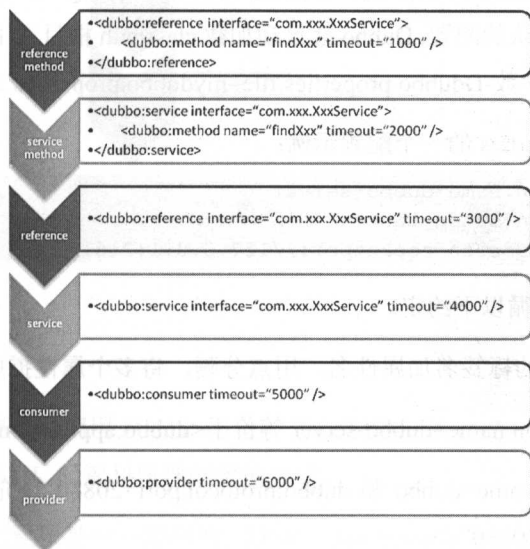 reference
method
•<dubbo:reference interface=“com.xxx.XxxService”>
• <dubbo:method name=“findXxx” timeout=“1000” />
•</dubbo:reference>
service
method
•<dubbo:service interface=“com.xxx.XxxService”>
• <dubbo:method name=“findXxx” timeout=“2000” />
•</dubbo:service>
reference
•<dubbo:reference interface=“com.xxx.XxxService” timeout=“3000” />
service
•<dubbo:service interface=“com.xxx.XxxService” timeout=“4000” />
consumer
•<dubbo:consumer timeout=“5000” />
provider
•<dubbo:provider timeout=“6000” />